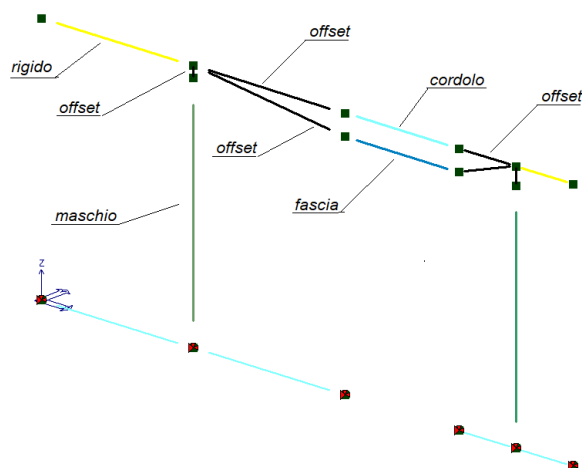 offset
rigido
cordolo
offset
offset
offset
maschio
fascia
Z